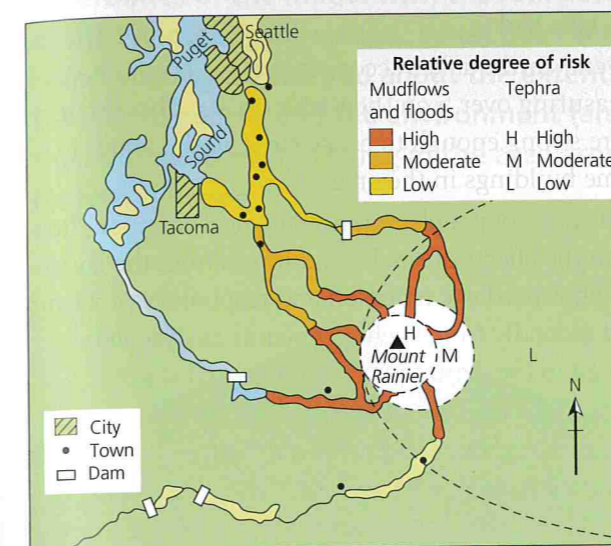 Seattle
Puget
Sound
Tacoma
Relative degree of risk
Mudflows
and floods
Tephra
High
H High
Moderate
M Moderate
Low
L Low
H
M
Mount
Rainier
L
N
City
Town
Dam